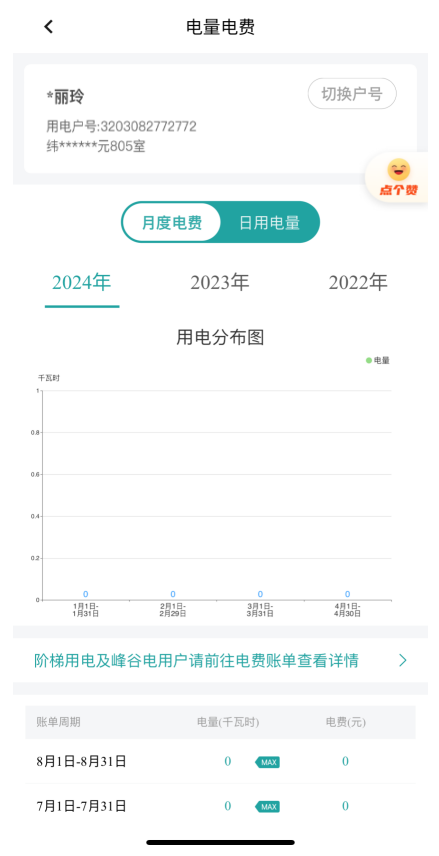 电量电费
*丽玲
切换户号
用电户号:3203082772772
纬******元805室
点个赞
月度电费
日用电量
2024年
2023年
2022年
用电分布图
电量
千瓦时
1
0.8
0.6
0.4
0.2
0
0
0
0
0
1月1日-
1月31日
2月1日-
2月29日
3月1日-
3月31日
4月1日-
4月30日
阶梯用电及峰谷电用户请前往电费账单查看详情
账单周期 电量(千瓦时) 电费(元)
8月1日-8月31日 0 MAX 0
7月1日-7月31日 0 MAX 0